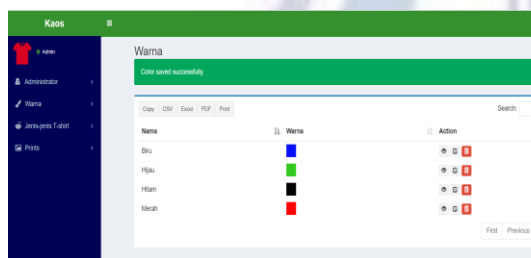 Kaos
Admin
Administrator
Warna
Jenis-jenis T-shirt
Prints
Warna
Color saved successfully.
Copy CSV Excel PDF Print
Search:
Nama Warna Action
Biru
Hijau
Hitam
Merah
First Previous